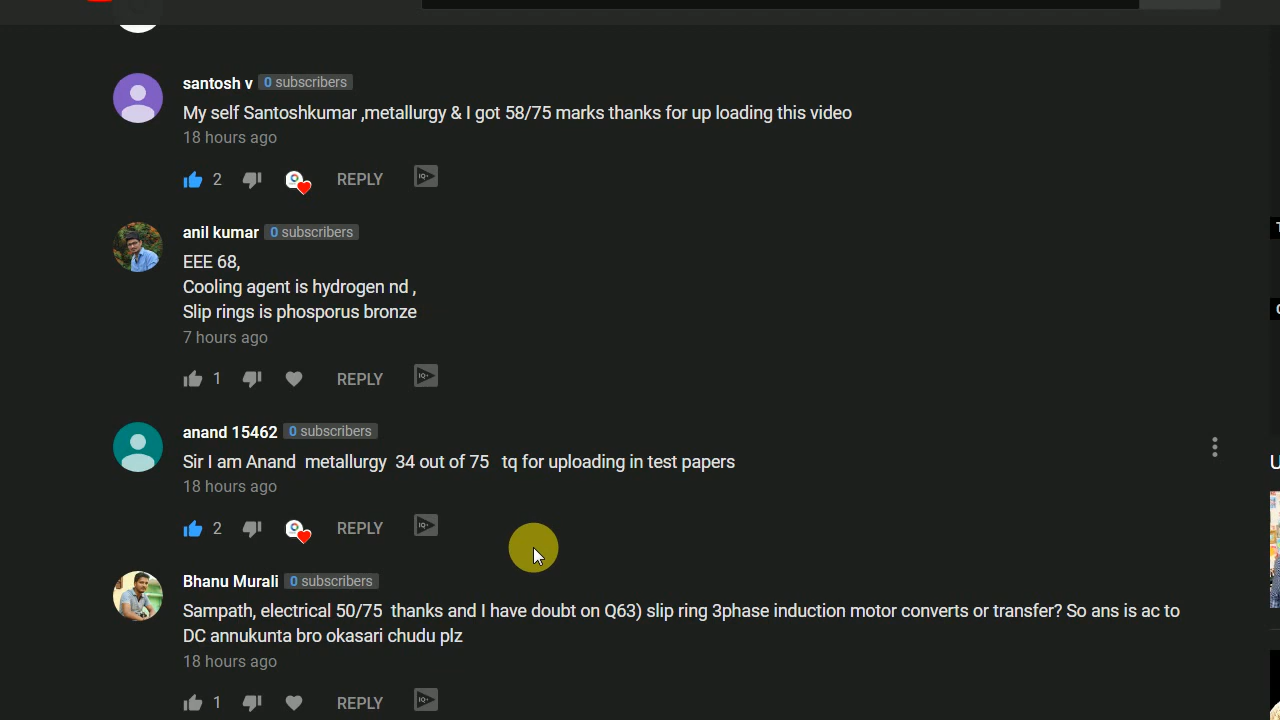 santosh v 0 subscribers
My self Santoshkumar ,metallurgy & I got 58/75 marks thanks for up loading this video
18 hours ago
2 REPLY IQ+
anil kumar 0 subscribers
EEE 68,
Cooling agent is hydrogen nd ,
Slip rings is phosporus bronze
7 hours ago
1 REPLY IQ+
anand 15462 0 subscribers
Sir I am Anand metallurgy 34 out of 75 tq for uploading in test papers
18 hours ago
2 REPLY IQ+
Bhanu Murali 0 subscribers
Sampath, electrical 50/75 thanks and I have doubt on Q63) slip ring 3phase induction motor converts or transfer? So ans is ac to
DC annukunta bro okasari chudu plz
18 hours ago
1 REPLY IQ+